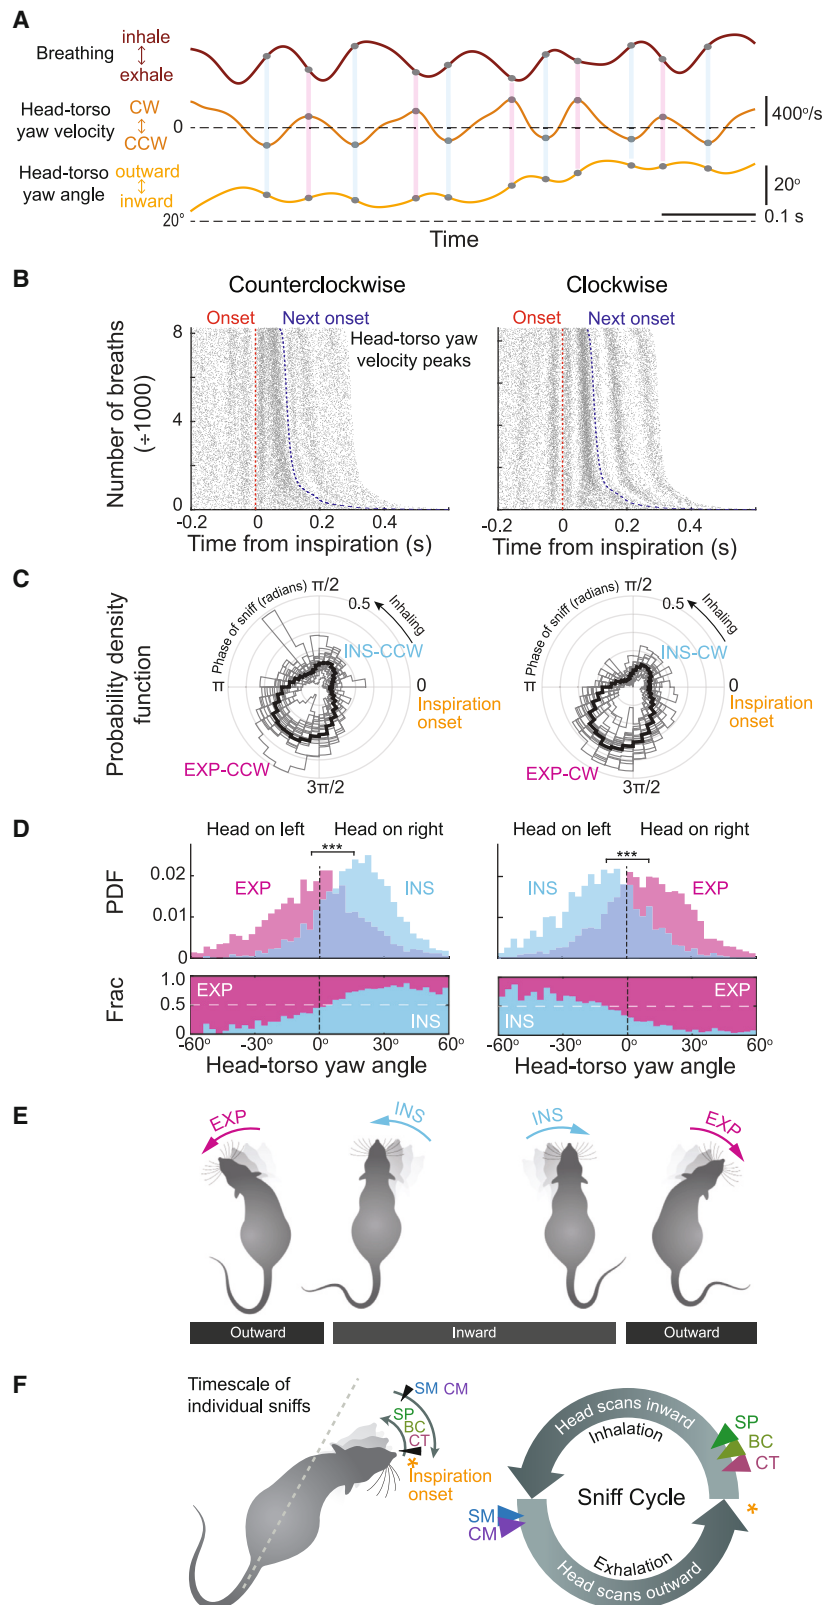 A
Breathing
inhale
exhale
Head-torso
yaw velocity
CW
CCW
0
400°/s
Head-torso
yaw angle
outward
inward
20°
20°
0.1 s
Time
B
Counterclockwise
Clockwise
Onset
Next onset
Head-torso yaw
velocity peaks
Onset
Next onset
Number of breaths
(÷1000)
8
4
0
-0.2
0
0.2
0.4
Time from inspiration (s)
-0.2
0
0.2
0.4
Time from inspiration (s)
C
Probability density
function
Phase of sniff (radians)
π/2
0.5
Inhaling
INS-CCW
π
0
Inspiration
onset
EXP-CCW
3π/2
Phase of sniff (radians)
π/2
0.5
Inhaling
INS-CW
π
0
Inspiration
onset
EXP-CW
3π/2
D
Head on left
Head on right
Head on left
Head on right
***
***
PDF
0.02
0.01
0
EXP
INS
INS
EXP
Frac
1.0
0.5
0
EXP
INS
EXP
INS
-60°
-30°
0°
30°
60°
Head-torso yaw angle
-60°
-30°
0°
30°
60°
Head-torso yaw angle
E
EXP
INS
INS
EXP
Outward
Inward
Outward
F
Timescale of
individual sniffs
SM
CM
SP
BC
CT
*
Inspiration
onset
Head scans inward
Inhalation
Sniff Cycle
Exhalation
Head scans outward
SP
BC
CT
*
SM
CM